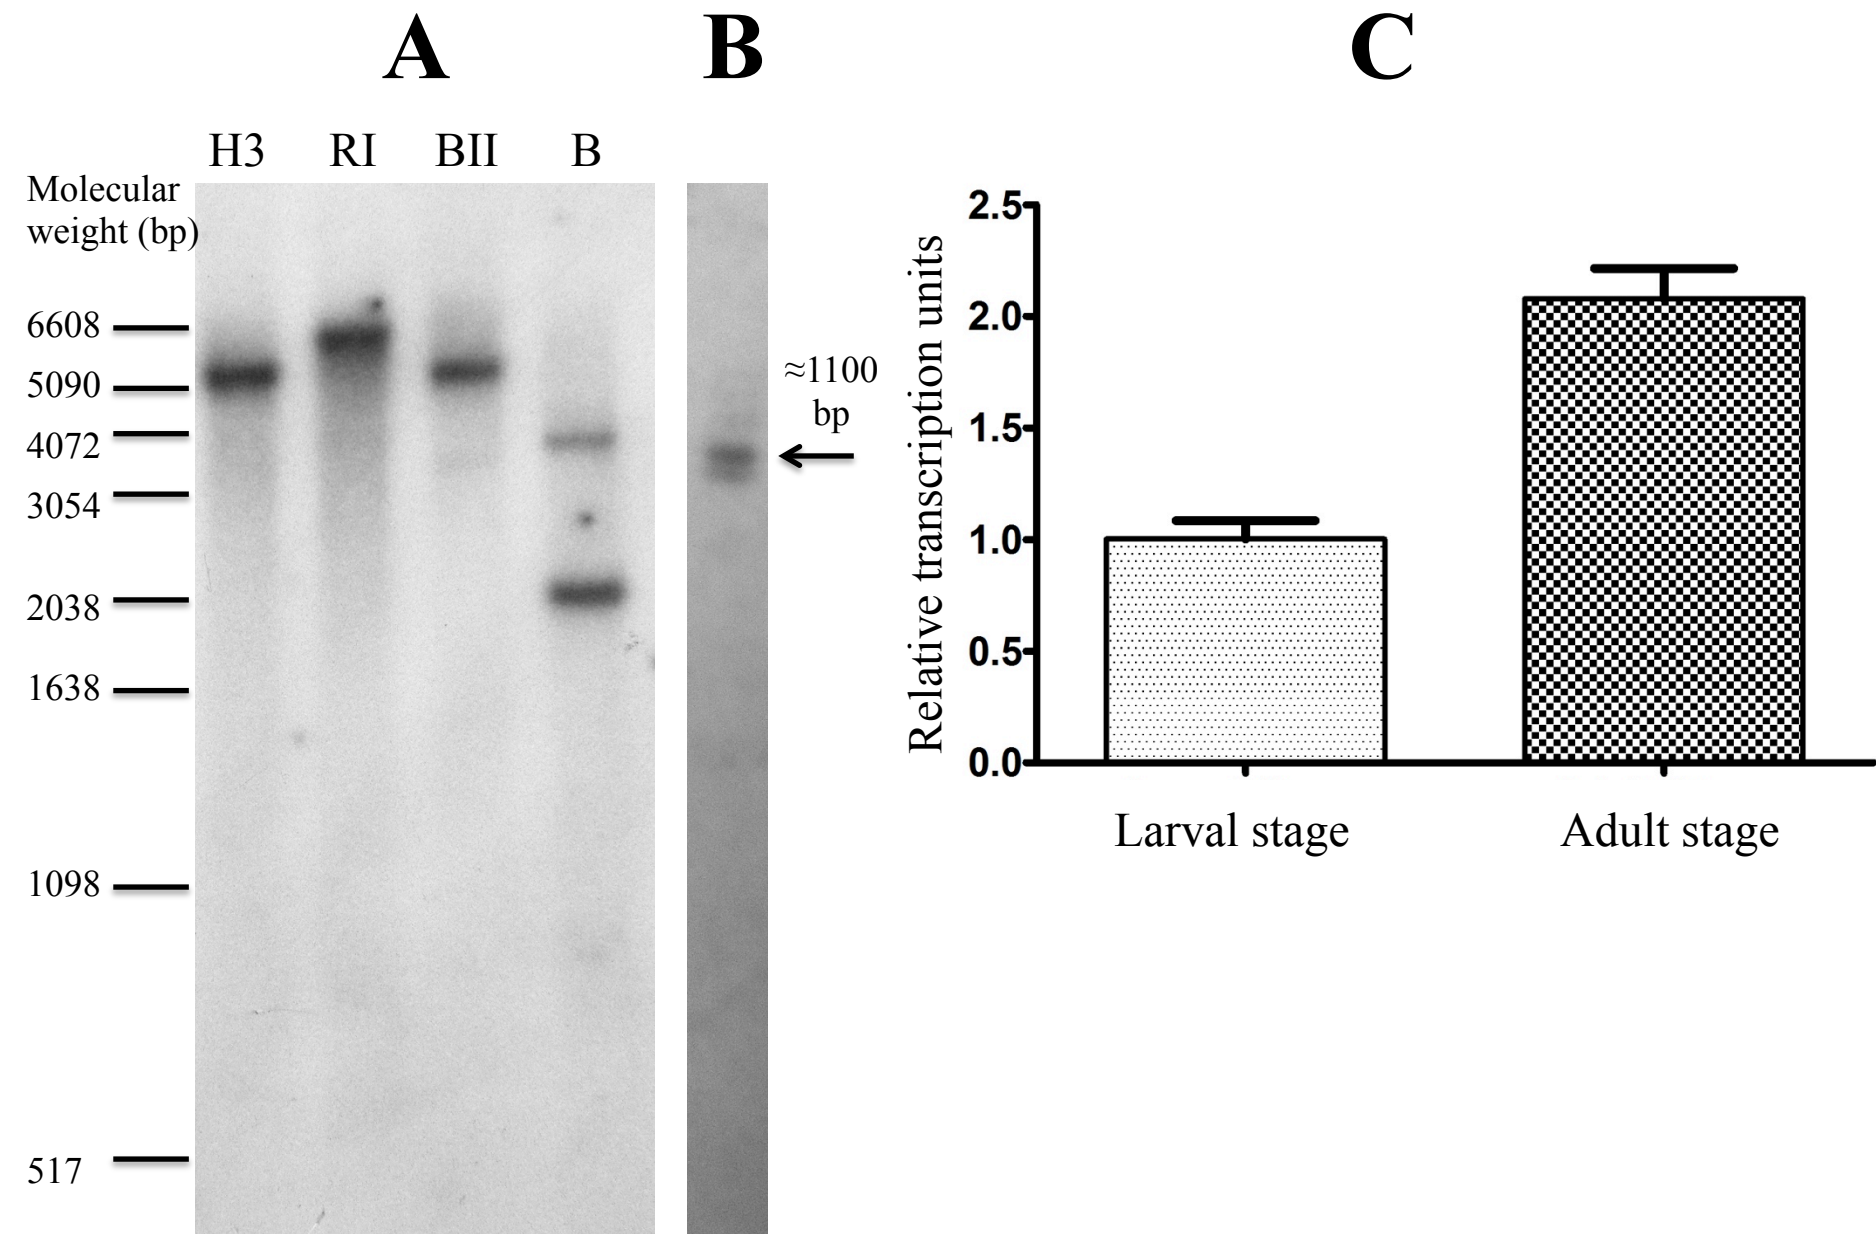 A
B
C
H3 RI BII B
Molecular
weight (bp)
6608
5090
4072
3054
2038
1638
1098
517
≈1100
bp
Relative transcription units
2.5
2.0
1.5
1.0
0.5
0.0
Larval stage
Adult stage